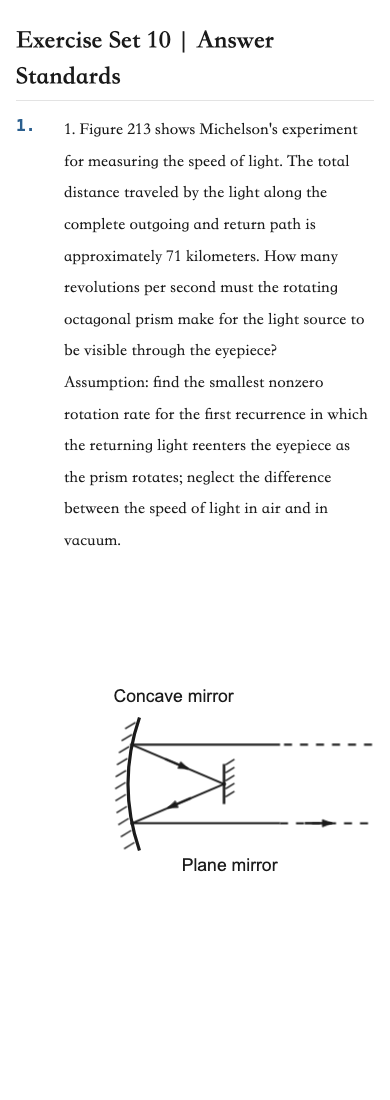 Exercise Set 10 | Answer
Standards
1.
1. Figure 213 shows Michelson's experiment
for measuring the speed of light. The total
distance traveled by the light along the
complete outgoing and return path is
approximately 71 kilometers. How many
revolutions per second must the rotating
octagonal prism make for the light source to
be visible through the eyepiece?
Assumption: find the smallest nonzero
rotation rate for the first recurrence in which
the returning light reenters the eyepiece as
the prism rotates; neglect the difference
between the speed of light in air and in
vacuum.
Concave mirror
Plane mirror